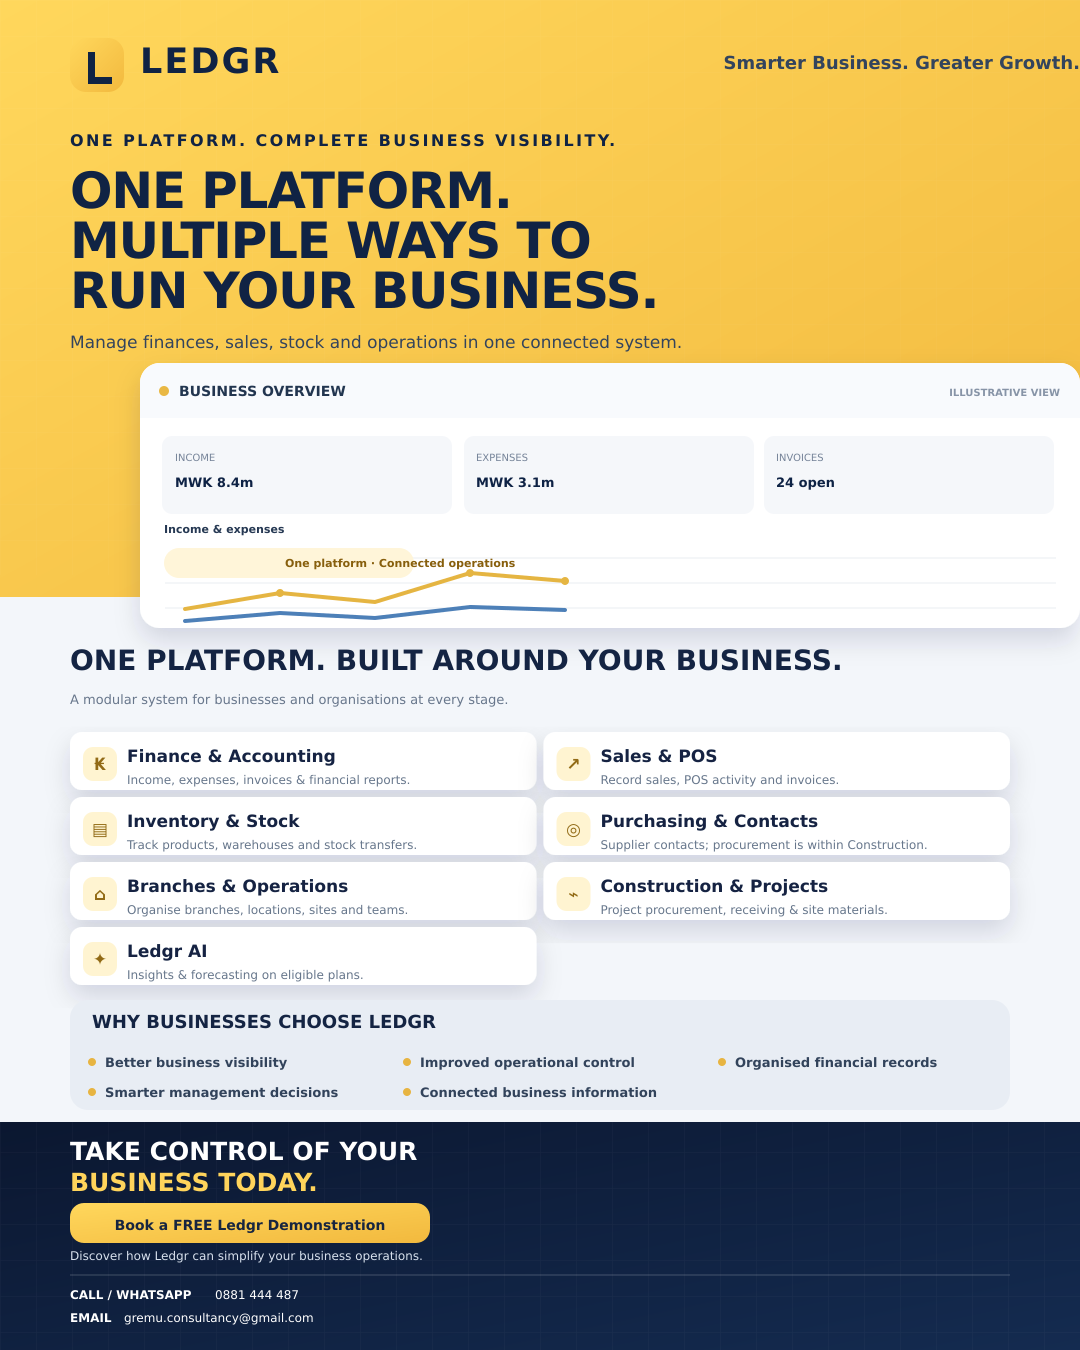 L LEDGR
Smarter Business. Greater Growth.
ONE PLATFORM. COMPLETE BUSINESS VISIBILITY.
ONE PLATFORM.
MULTIPLE WAYS TO
RUN YOUR BUSINESS.
Manage finances, sales, stock and operations in one connected system.
BUSINESS OVERVIEW
ILLUSTRATIVE VIEW
INCOME
MWK 8.4m
EXPENSES
MWK 3.1m
INVOICES
24 open
Income & expenses
One platform · Connected operations
ONE PLATFORM. BUILT AROUND YOUR BUSINESS.
A modular system for businesses and organisations at every stage.
₭ Finance & Accounting
Income, expenses, invoices & financial reports.
Sales & POS
Record sales, POS activity and invoices.
Inventory & Stock
Track products, warehouses and stock transfers.
Purchasing & Contacts
Supplier contacts; procurement is within Construction.
Branches & Operations
Organise branches, locations, sites and teams.
Construction & Projects
Project procurement, receiving & site materials.
Ledgr AI
Insights & forecasting on eligible plans.
WHY BUSINESSES CHOOSE LEDGR
Better business visibility
Improved operational control
Organised financial records
Smarter management decisions
Connected business information
TAKE CONTROL OF YOUR
BUSINESS TODAY.
Book a FREE Ledgr Demonstration
Discover how Ledgr can simplify your business operations.
CALL / WHATSAPP 0881 444 487
EMAIL gremu.consultancy@gmail.com